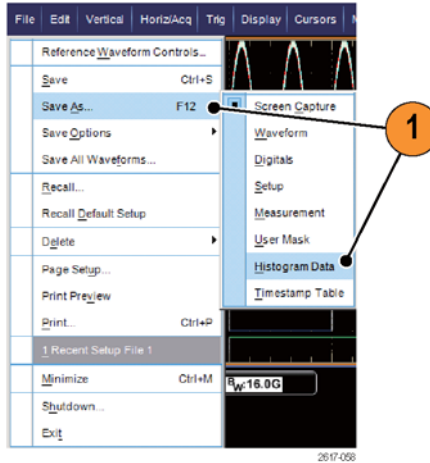 File Edit Vertical Horiz/Acq Trig Display Cursors
Reference Waveform Controls...
Save Ctrl+S
Save As... F12
Save Options
Save All Waveforms...
Recall...
Recall Default Setup
Delete
Page Setup...
Print Preview
Print... Ctrl+P
1 Recent Setup File 1
Minimize Ctrl+M
Shutdown...
Exit
Screen Capture
Waveform
Digitals
Setup
Measurement
User Mask
Histogram Data
Timestamp Table
1
BW:16.0G
2617-058